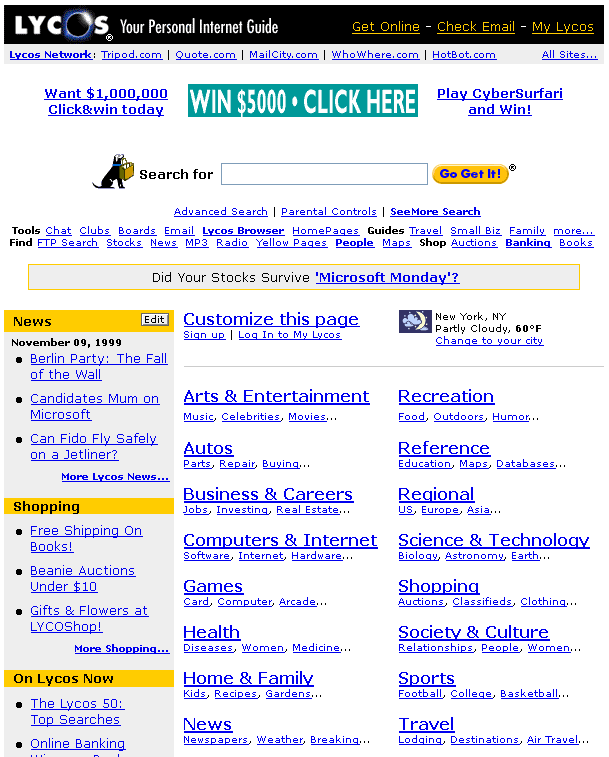 LYCOS® Your Personal Internet Guide Get Online - Check Email - My Lycos
Lycos Network: Tripod.com | Quote.com | MailCity.com | WhoWhere.com | HotBot.com All Sites...
Want $1,000,000
Click&win today
WIN $5000 • CLICK HERE
Play CyberSurfari
and Win!
Search for Go Get It! ®
Advanced Search | Parental Controls | SeeMore Search
Tools Chat Clubs Boards Email Lycos Browser HomePages Guides Travel Small Biz Family more...
Find FTP Search Stocks News MP3 Radio Yellow Pages People Maps Shop Auctions Banking Books
Did Your Stocks Survive 'Microsoft Monday'?
News Edit
November 09, 1999
Berlin Party: The Fall
of the Wall
Candidates Mum on
Microsoft
Can Fido Fly Safely
on a Jetliner?
More Lycos News...
Shopping
Free Shipping On
Books!
Beanie Auctions
Under $10
Gifts & Flowers at
LYCOShop!
More Shopping...
On Lycos Now
The Lycos 50:
Top Searches
Online Banking
Customize this page
Sign up | Log In to My Lycos
New York, NY
Partly Cloudy, 60°F
Change to your city
Arts & Entertainment
Music, Celebrities, Movies...
Autos
Parts, Repair, Buying...
Business & Careers
Jobs, Investing, Real Estate...
Computers & Internet
Software, Internet, Hardware...
Games
Card, Computer, Arcade...
Health
Diseases, Women, Medicine...
Home & Family
Kids, Recipes, Gardens...
News
Newspapers, Weather, Breaking...
Recreation
Food, Outdoors, Humor...
Reference
Education, Maps, Databases...
Regional
US, Europe, Asia...
Science & Technology
Biology, Astronomy, Earth...
Shopping
Auctions, Classifieds, Clothing...
Society & Culture
Relationships, People, Women...
Sports
Football, College, Basketball...
Travel
Lodging, Destinations, Air Travel...